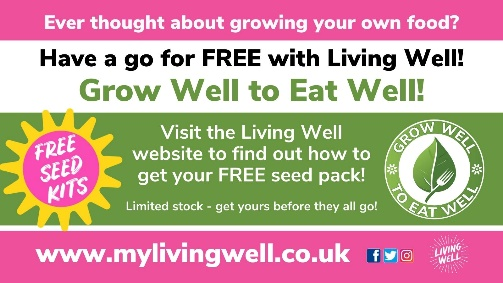 Ever thought about growing your own food?
Have a go for FREE with Living Well!
Grow Well to Eat Well!
FREE
SEED
KITS
Visit the Living Well
website to find out how to
get your FREE seed pack!
Limited stock - get yours before they all go!
GROW WELL
TO EAT WELL
www.mylivingwell.co.uk
LIVING
WELL